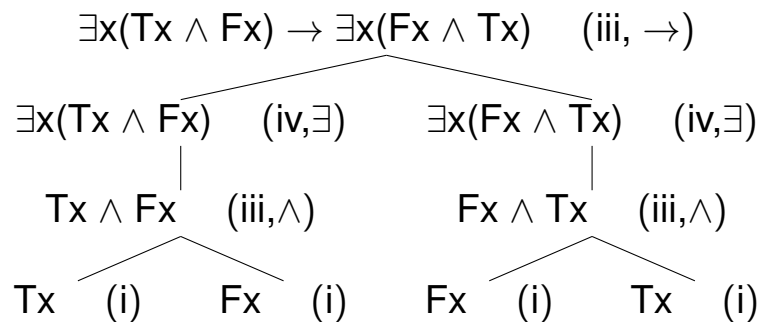 ∃x(Tx ∧ Fx) → ∃x(Fx ∧ Tx) (iii, →)
∃x(Tx ∧ Fx) (iv,∃) ∃x(Fx ∧ Tx) (iv,∃)
Tx ∧ Fx (iii,∧) Fx ∧ Tx (iii,∧)
Tx (i) Fx (i) Fx (i) Tx (i)